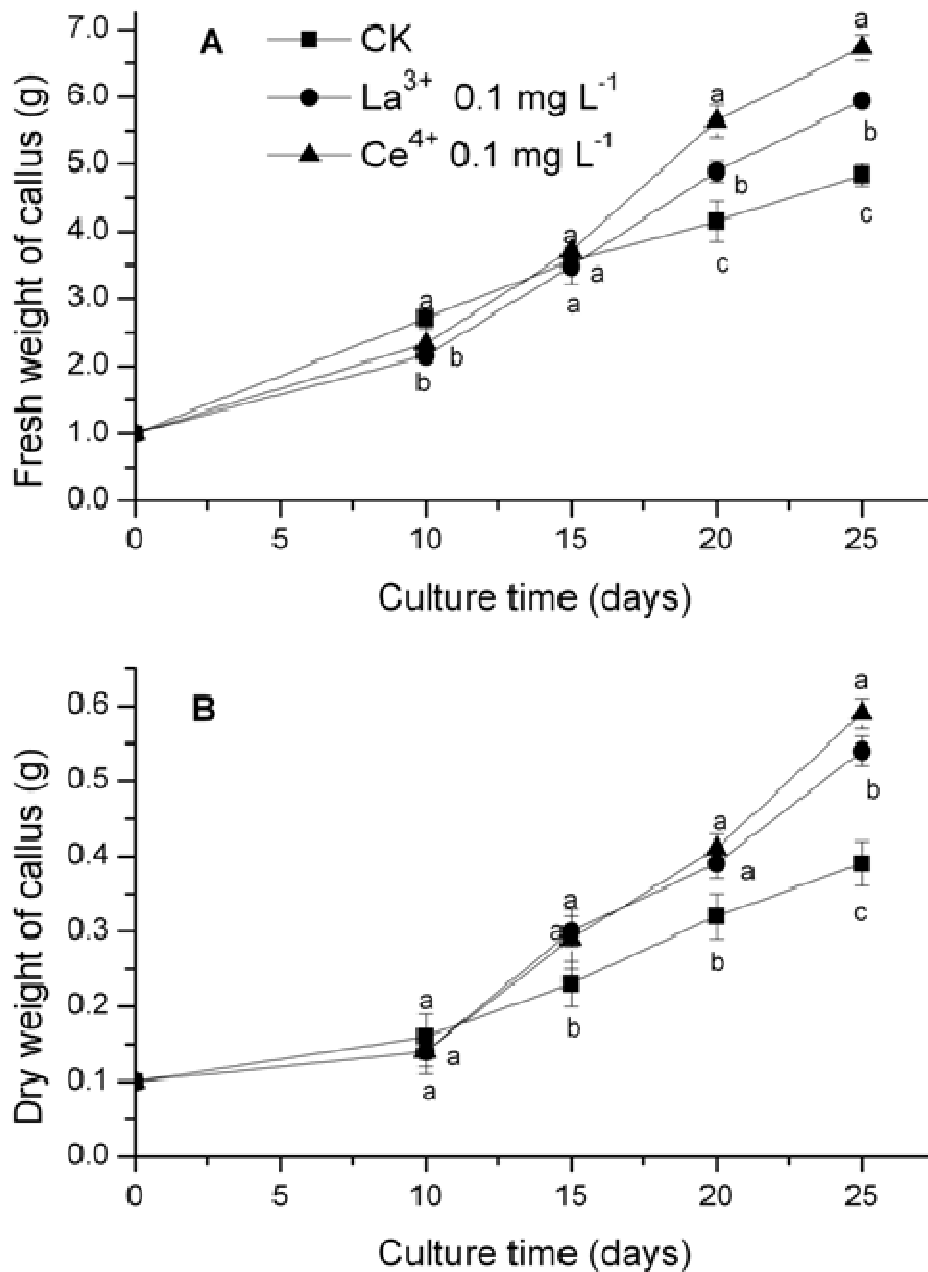 A
CK
La³⁺ 0.1 mg L⁻¹
Ce⁴⁺ 0.1 mg L⁻¹
Fresh weight of callus (g)
7.0
6.0
5.0
4.0
3.0
2.0
1.0
0.0
a
a
b
b
a
a
a
a
b
c
a
b
c
0 5 10 15 20 25
Culture time (days)
B
Dry weight of callus (g)
0.6
0.5
0.4
0.3
0.2
0.1
0.0
a
a
a
a
a
b
a
a
b
a
b
c
0 5 10 15 20 25
Culture time (days)